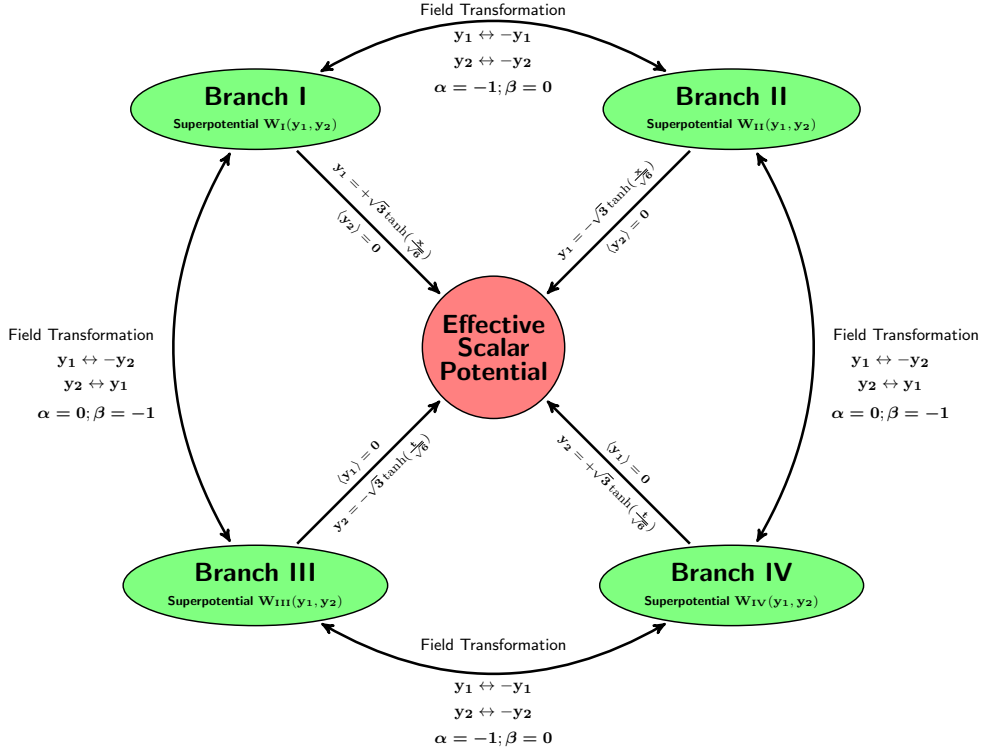 Field Transformation
y₁ ↔ −y₁
y₂ ↔ −y₂
α = −1; β = 0
Branch I
Superpotential W_I(y₁, y₂)
Branch II
Superpotential W_II(y₁, y₂)
y₁ = +√3 tanh(x/√6)
⟨y₂⟩ = 0
y₁ = −√3 tanh(x/√6)
⟨y₂⟩ = 0
Field Transformation
y₁ ↔ −y₂
y₂ ↔ y₁
α = 0; β = −1
Effective
Scalar
Potential
Field Transformation
y₁ ↔ −y₂
y₂ ↔ y₁
α = 0; β = −1
⟨y₁⟩ = 0
y₂ = −√3 tanh(t/√6)
⟨y₁⟩ = 0
y₂ = +√3 tanh(t/√6)
Branch III
Superpotential W_III(y₁, y₂)
Branch IV
Superpotential W_IV(y₁, y₂)
Field Transformation
y₁ ↔ −y₁
y₂ ↔ −y₂
α = −1; β = 0